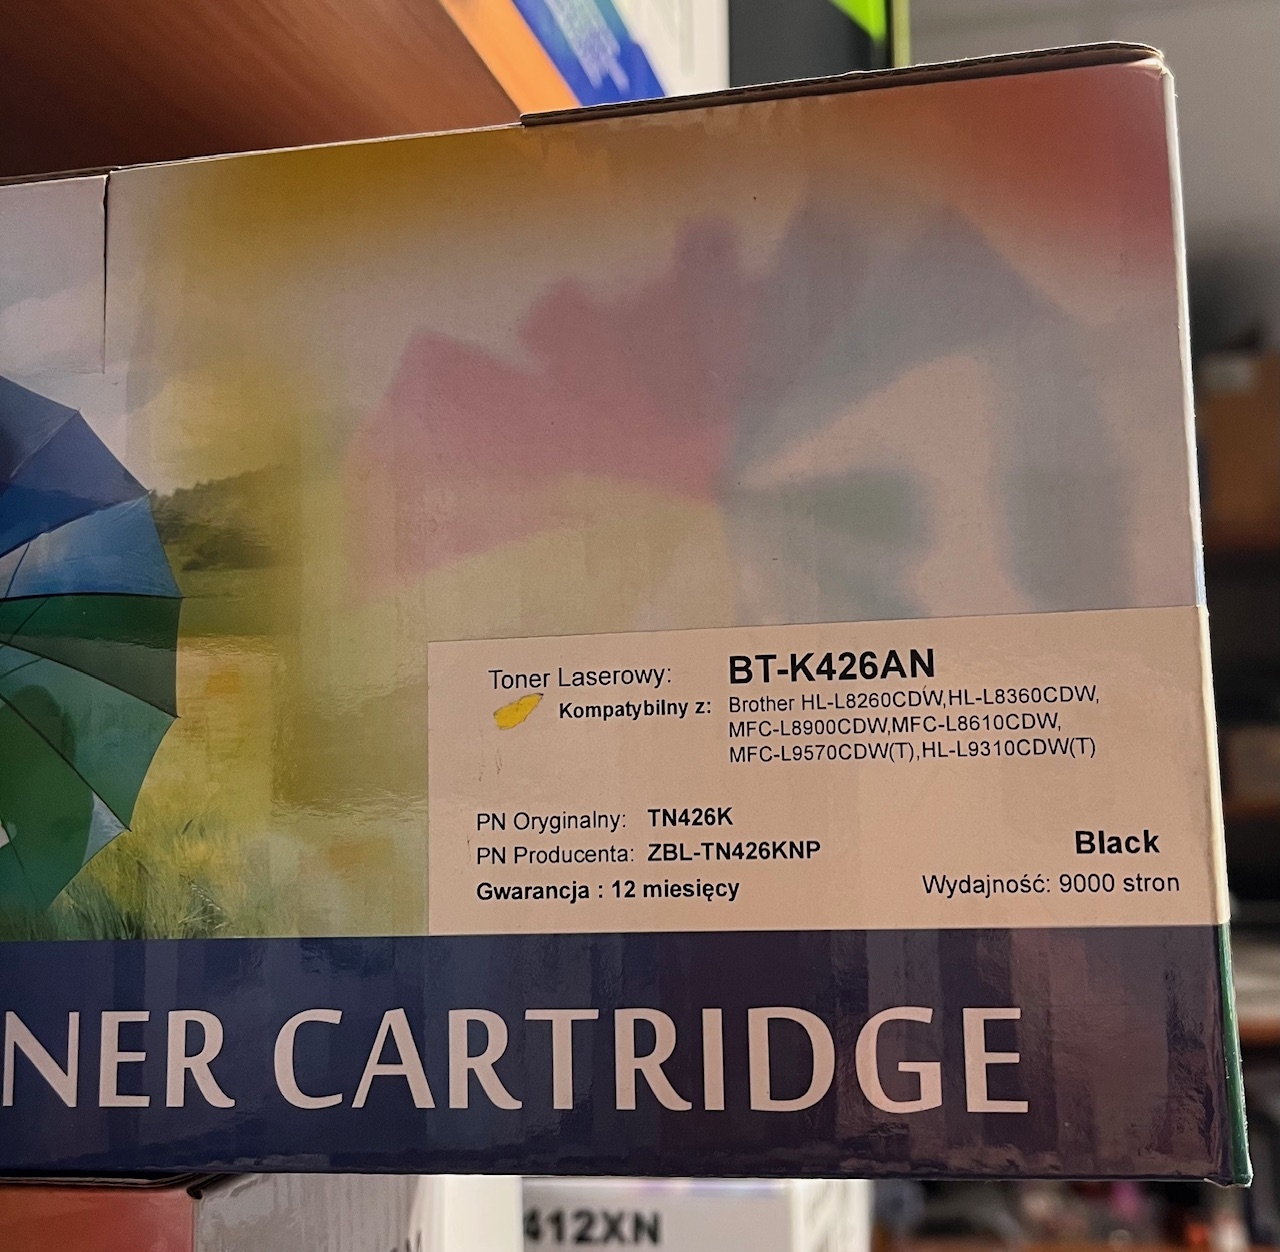 Toner Laserowy: BT-K426AN
Kompatybilny z: Brother HL-L8260CDW,HL-L8360CDW,
MFC-L8900CDW,MFC-L8610CDW,
MFC-L9570CDW(T),HL-L9310CDW(T)
PN Oryginalny: TN426K
PN Producenta: ZBL-TN426KNP
Black
Gwarancja : 12 miesięcy
Wydajność: 9000 stron
NER CARTRIDGE
412XN